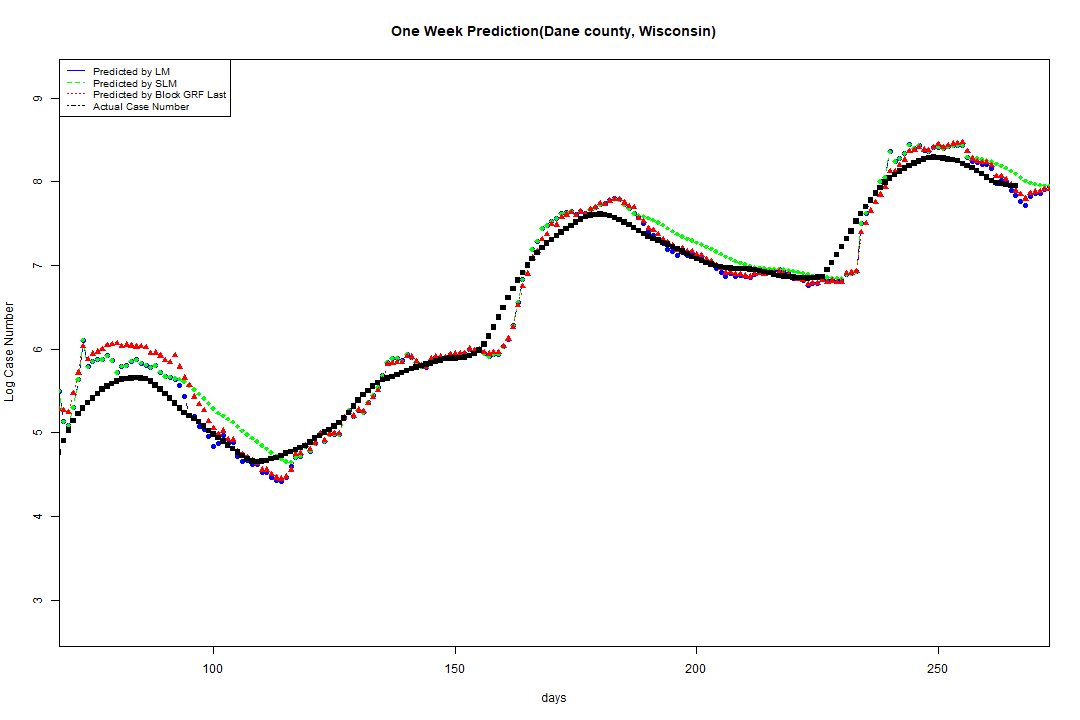 One Week Prediction(Dane county, Wisconsin)
Predicted by LM
Predicted by SLM
Predicted by Block GRF Last
Actual Case Number
9
8
7
6
5
4
3
Log Case Number
100 150 200 250
days